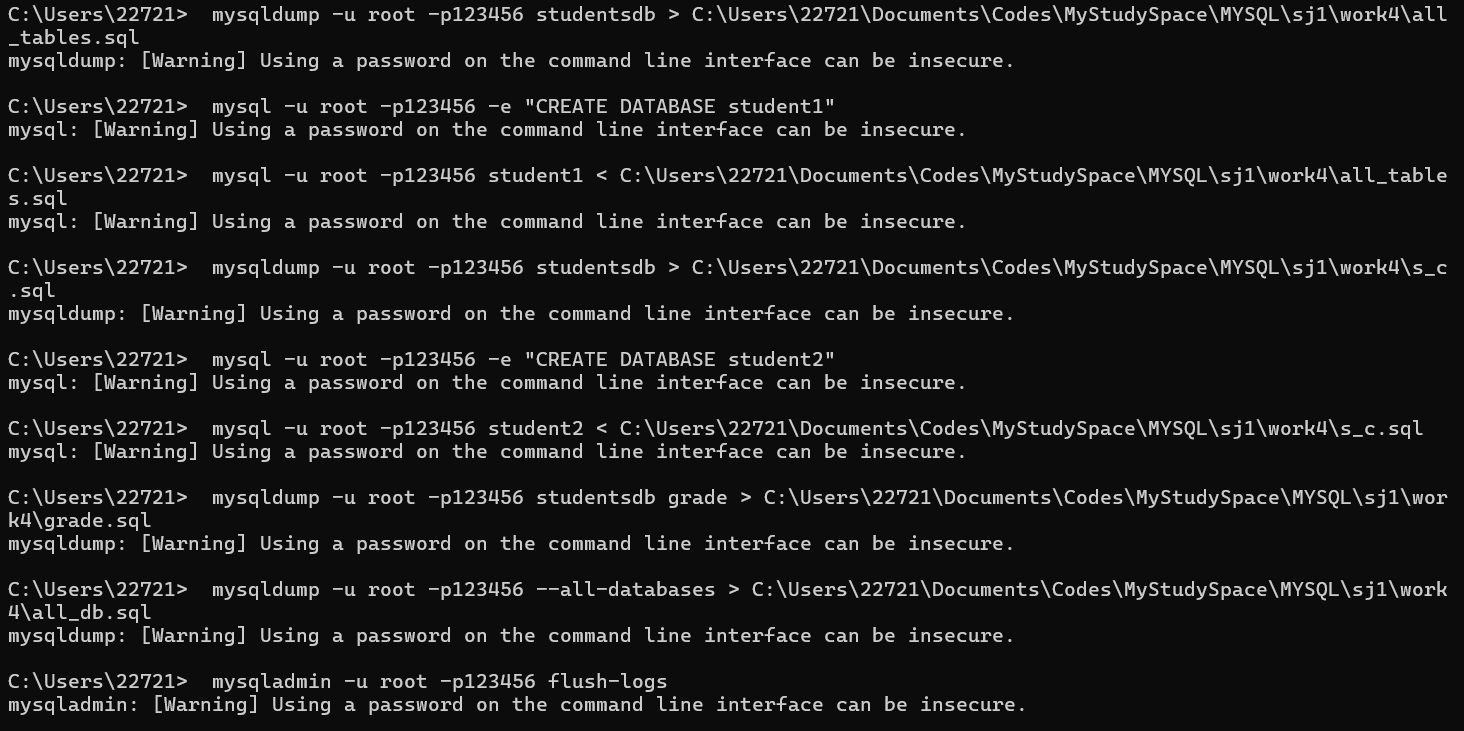 C:\Users\22721>  mysqldump -u root -p123456 studentsdb > C:\Users\22721\Documents\Codes\MyStudySpace\MYSQL\sj1\work4\all
_tables.sql
mysqldump: [Warning] Using a password on the command line interface can be insecure.
C:\Users\22721>  mysql -u root -p123456 -e "CREATE DATABASE student1"
mysql: [Warning] Using a password on the command line interface can be insecure.
C:\Users\22721>  mysql -u root -p123456 student1 < C:\Users\22721\Documents\Codes\MyStudySpace\MYSQL\sj1\work4\all_table
s.sql
mysql: [Warning] Using a password on the command line interface can be insecure.
C:\Users\22721>  mysqldump -u root -p123456 studentsdb > C:\Users\22721\Documents\Codes\MyStudySpace\MYSQL\sj1\work4\s_c
.sql
mysqldump: [Warning] Using a password on the command line interface can be insecure.
C:\Users\22721>  mysql -u root -p123456 -e "CREATE DATABASE student2"
mysql: [Warning] Using a password on the command line interface can be insecure.
C:\Users\22721>  mysql -u root -p123456 student2 < C:\Users\22721\Documents\Codes\MyStudySpace\MYSQL\sj1\work4\s_c.sql
mysql: [Warning] Using a password on the command line interface can be insecure.
C:\Users\22721>  mysqldump -u root -p123456 studentsdb grade > C:\Users\22721\Documents\Codes\MyStudySpace\MYSQL\sj1\wor
k4\grade.sql
mysqldump: [Warning] Using a password on the command line interface can be insecure.
C:\Users\22721>  mysqldump -u root -p123456 --all-databases > C:\Users\22721\Documents\Codes\MyStudySpace\MYSQL\sj1\work
4\all_db.sql
mysqldump: [Warning] Using a password on the command line interface can be insecure.
C:\Users\22721>  mysqladmin -u root -p123456 flush-logs
mysqladmin: [Warning] Using a password on the command line interface can be insecure.